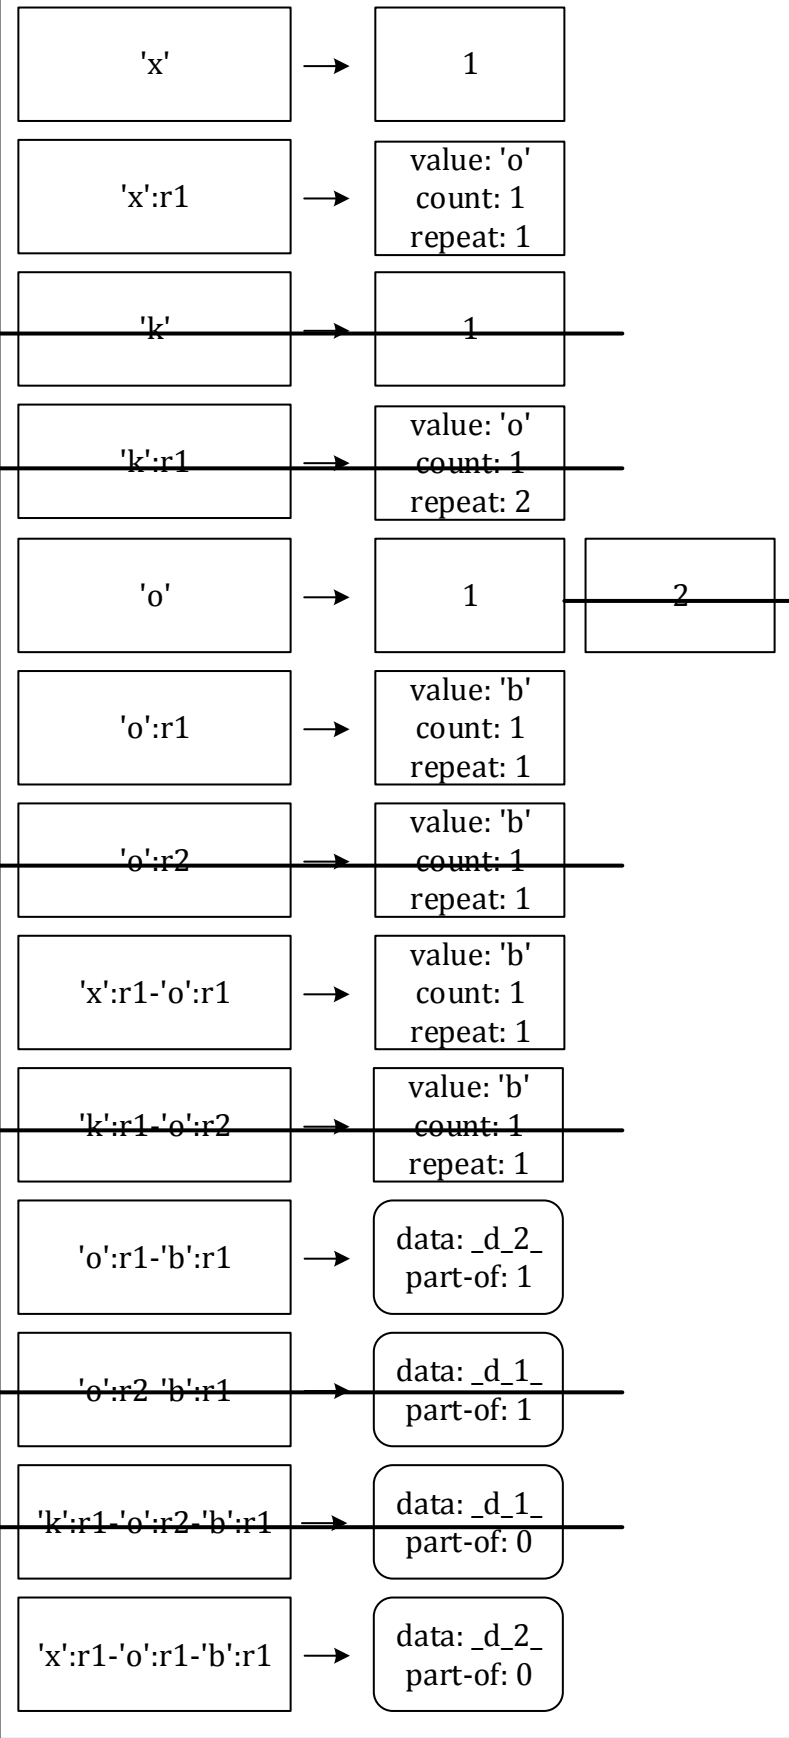 'x'
1
'x':r1
value: 'o'
count: 1
repeat: 1
'k'
1
'k':r1
value: 'o'
count: 1
repeat: 2
'o'
1
2
'o':r1
value: 'b'
count: 1
repeat: 1
'o':r2
value: 'b'
count: 1
repeat: 1
'x':r1-'o':r1
value: 'b'
count: 1
repeat: 1
'k':r1-'o':r2
value: 'b'
count: 1
repeat: 1
'o':r1-'b':r1
data: _d_2_
part-of: 1
'o':r2-'b':r1
data: _d_1_
part-of: 1
'k':r1-'o':r2-'b':r1
data: _d_1_
part-of: 0
'x':r1-'o':r1-'b':r1
data: _d_2_
part-of: 0